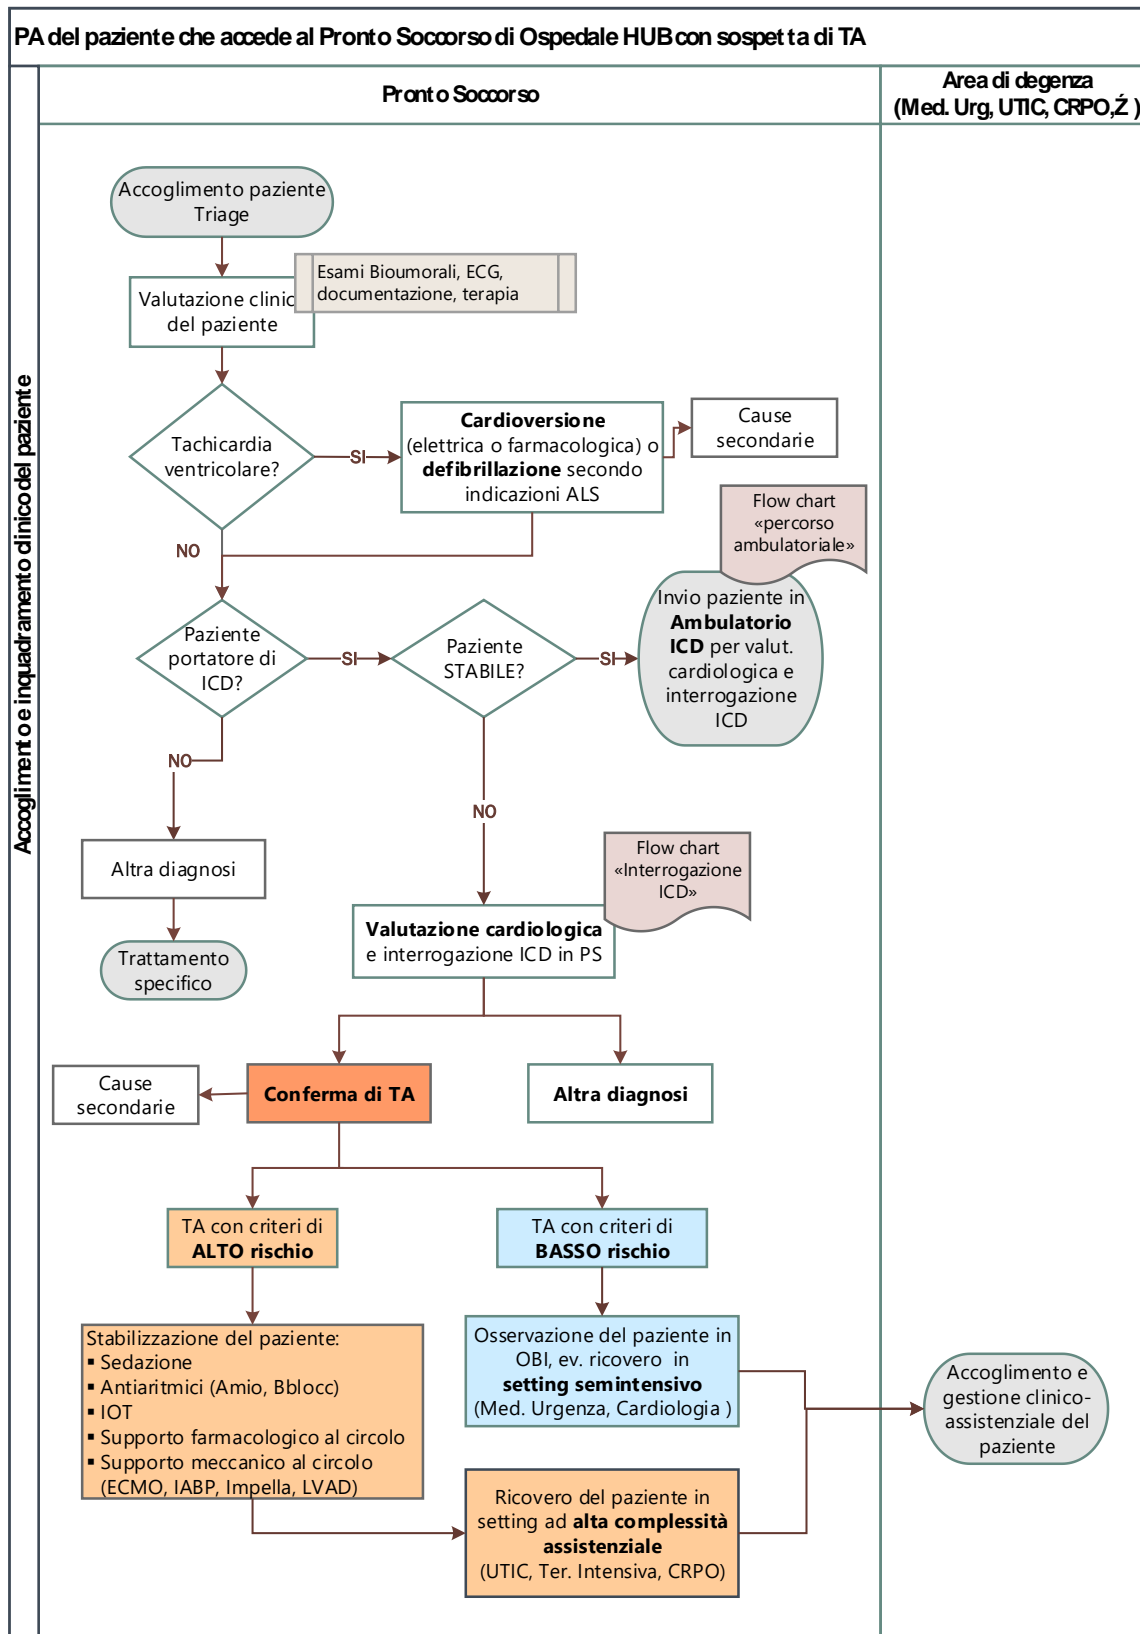 PA del paziente che accede al Pronto Soccorso di Ospedale HUB con sospetta di TA
Pronto Soccorso
Area di degenza
(Med. Urg, UTIC, CRPO,Ź )
Accoglimento e inquadramento clinico del paziente
Accoglimento paziente
Triage
Esami Bioumorali, ECG,
documentazione, terapia
Valutazione clinic
del paziente
Tachicardia
ventricolare?
SI
Cardioversione
(elettrica o farmacologica) o
defibrillazione secondo
indicazioni ALS
Cause
secondarie
NO
Flow chart
«percorso
ambulatoriale»
Paziente
portatore di
ICD?
SI
Paziente
STABILE?
SI
Invio paziente in
Ambulatorio
ICD per valut.
cardiologica e
interrogazione
ICD
NO
NO
Altra diagnosi
Trattamento
specifico
Flow chart
«Interrogazione
ICD»
Valutazione cardiologica
e interrogazione ICD in PS
Cause
secondarie
Conferma di TA
Altra diagnosi
TA con criteri di
ALTO rischio
TA con criteri di
BASSO rischio
Stabilizzazione del paziente:
▪ Sedazione
▪ Antiaritmici (Amio, Bblocc)
▪ IOT
▪ Supporto farmacologico al circolo
▪ Supporto meccanico al circolo
(ECMO, IABP, Impella, LVAD)
Osservazione del paziente in
OBI, ev. ricovero in
setting semintensivo
(Med. Urgenza, Cardiologia )
Accoglimento e
gestione clinico-
assistenziale del
paziente
Ricovero del paziente in
setting ad alta complessità
assistenziale
(UTIC, Ter. Intensiva, CRPO)